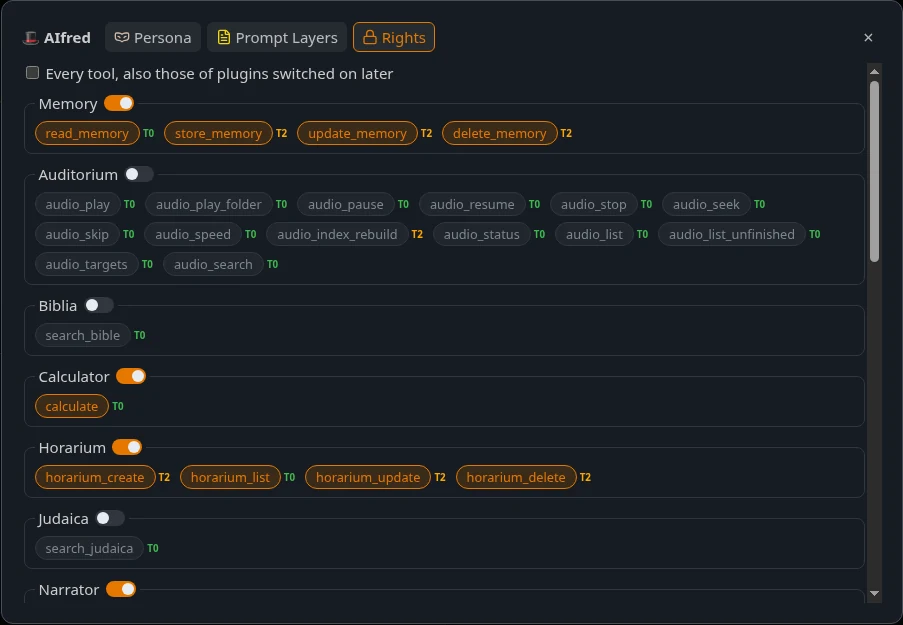 AIfred Persona Prompt Layers Rights ×
Every tool, also those of plugins switched on later
Memory
read_memory T0 store_memory T2 update_memory T2 delete_memory T2
Auditorium
audio_play T0 audio_play_folder T0 audio_pause T0 audio_resume T0 audio_stop T0 audio_seek T0
audio_skip T0 audio_speed T0 audio_index_rebuild T2 audio_status T0 audio_list T0 audio_list_unfinished T0
audio_targets T0 audio_search T0
Biblia
search_bible T0
Calculator
calculate T0
Horarium
horarium_create T2 horarium_list T0 horarium_update T2 horarium_delete T2
Judaica
search_judaica T0
Narrator